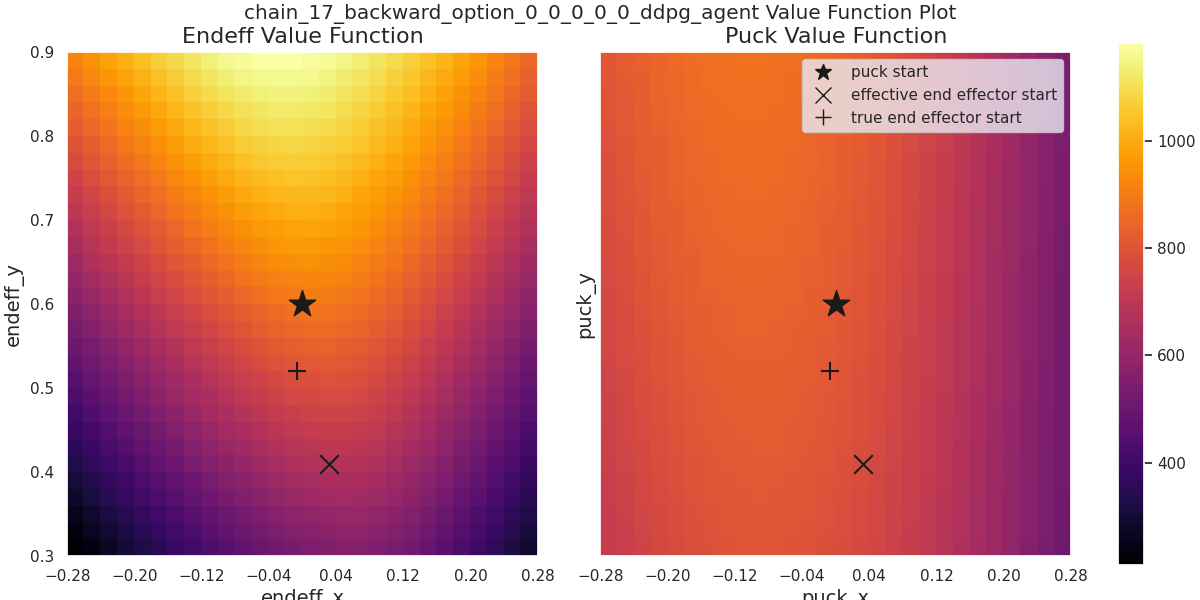 chain_17_backward_option_0_0_0_0_0_ddpg_agent Value Function Plot
Endeff Value Function
Puck Value Function
puck start
effective end effector start
true end effector start
0.9
0.8
0.7
0.6
0.5
0.4
0.3
endeff_y
puck_y
−0.28 −0.20 −0.12 −0.04 0.04 0.12 0.20 0.28
endeff_x
−0.28 −0.20 −0.12 −0.04 0.04 0.12 0.20 0.28
puck_x
1000
800
600
400